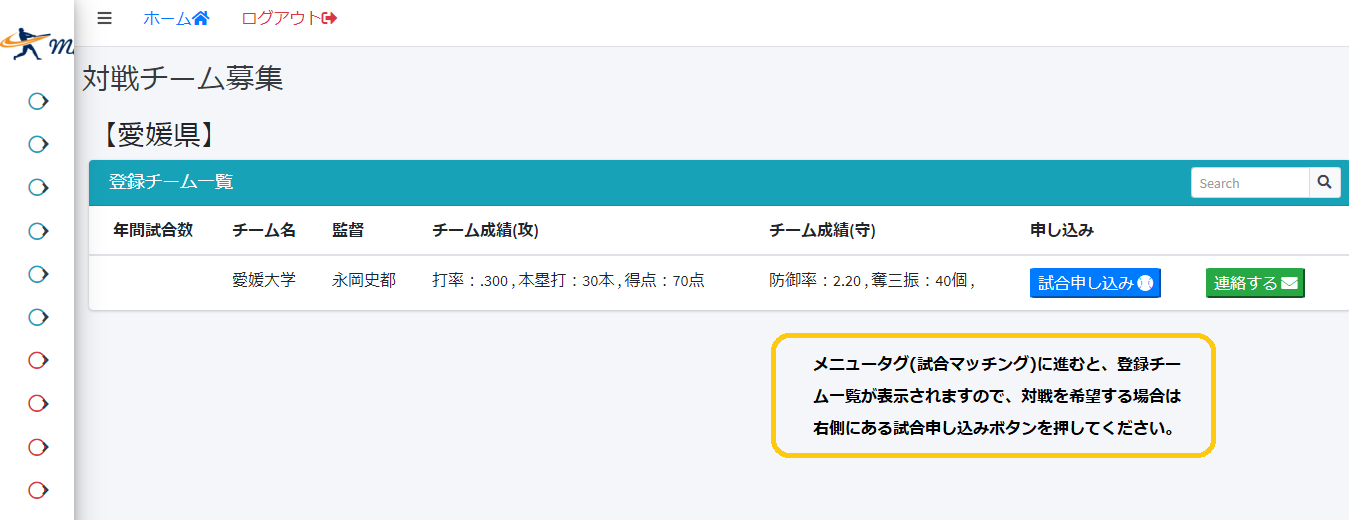 ホーム
ログアウト
対戦チーム募集
【愛媛県】
登録チーム一覧
Search
年間試合数 チーム名 監督 チーム成績(攻) チーム成績(守) 申し込み
愛媛大学 永岡史都 打率：.300 , 本塁打：30本 , 得点：70点 防御率：2.20 , 奪三振：40個 , 試合申し込み 連絡する
メニュータグ(試合マッチング)に進むと、登録チー
ム一覧が表示されますので、対戦を希望する場合は
右側にある試合申し込みボタンを押してください。